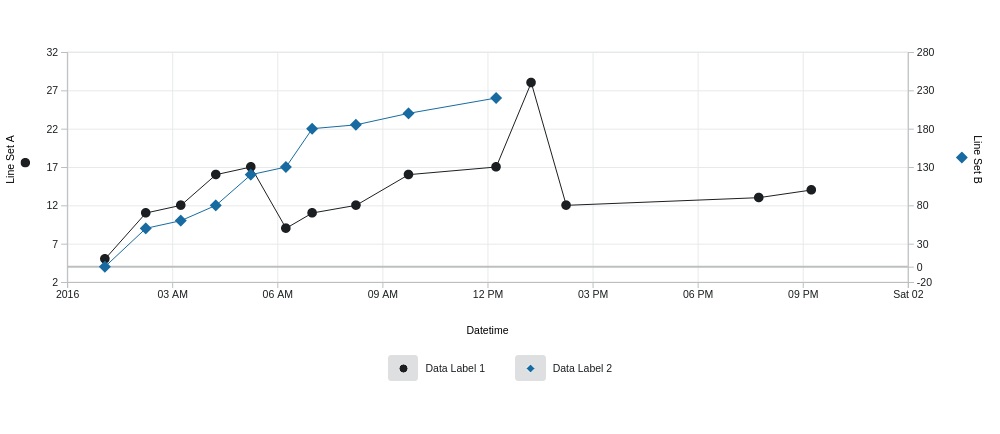 32
27
22
17
12
7
2
280
230
180
130
80
30
0
-20
Line Set A
Line Set B
2016
03 AM
06 AM
09 AM
12 PM
03 PM
06 PM
09 PM
Sat 02
Datetime
Data Label 1
Data Label 2